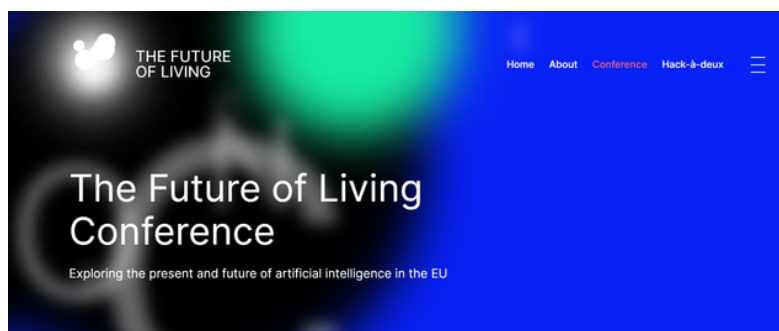 THE FUTURE
OF LIVING
Home About Conference Hack-à-deux
The Future of Living
Conference
Exploring the present and future of artificial intelligence in the EU